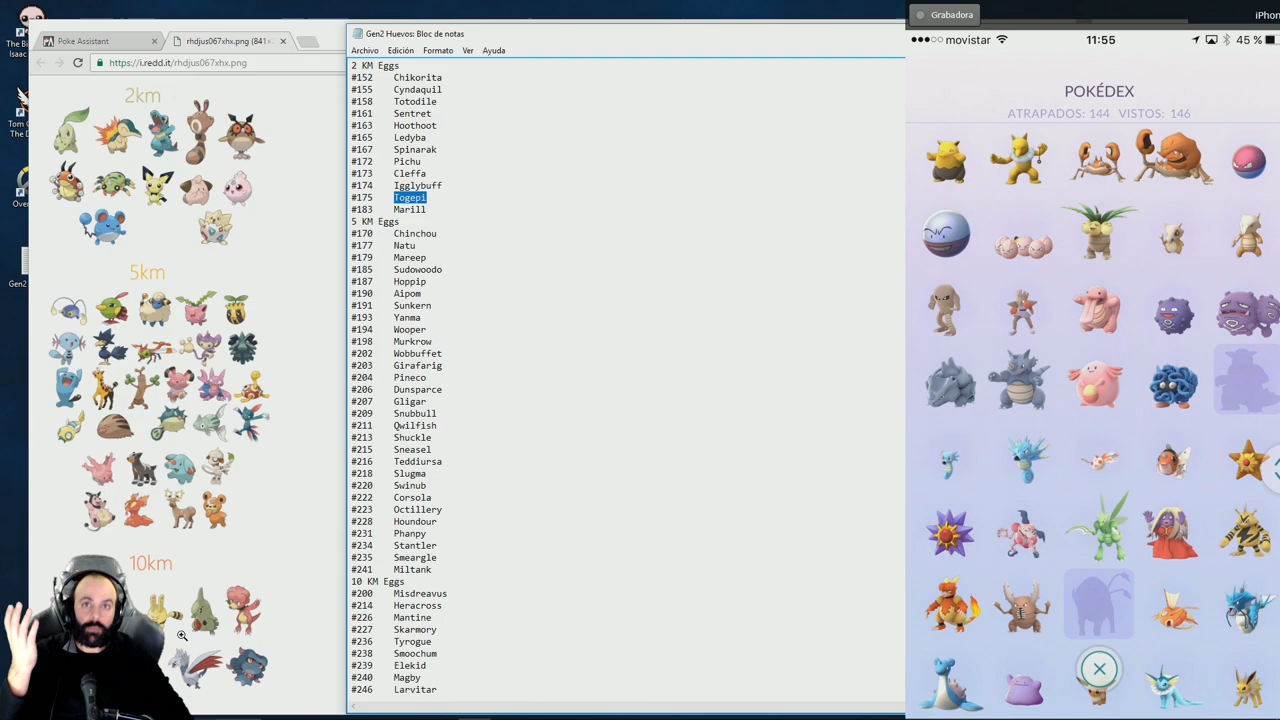 The Bi
Isaac
Tom C
The D
Over
Gen2
Poke Assistant
rhdjus067xhx.png (841×
https://i.redd.it/rhdjus067xhx.png
2km
5km
10km
Gen2 Huevos: Bloc de notas
Archivo Edición Formato Ver Ayuda
2 KM Eggs
#152 Chikorita
#155 Cyndaquil
#158 Totodile
#161 Sentret
#163 Hoothoot
#165 Ledyba
#167 Spinarak
#172 Pichu
#173 Cleffa
#174 Igglybuff
#175 Togepi
#183 Marill
5 KM Eggs
#170 Chinchou
#177 Natu
#179 Mareep
#185 Sudowoodo
#187 Hoppip
#190 Aipom
#191 Sunkern
#193 Yanma
#194 Wooper
#198 Murkrow
#202 Wobbuffet
#203 Girafarig
#204 Pineco
#206 Dunsparce
#207 Gligar
#209 Snubbull
#211 Qwilfish
#213 Shuckle
#215 Sneasel
#216 Teddiursa
#218 Slugma
#220 Swinub
#222 Corsola
#223 Octillery
#228 Houndour
#231 Phanpy
#234 Stantler
#235 Smeargle
#241 Miltank
10 KM Eggs
#200 Misdreavus
#214 Heracross
#226 Mantine
#227 Skarmory
#236 Tyrogue
#238 Smoochum
#239 Elekid
#240 Magby
#246 Larvitar
Grabadora
iPhon
movistar 11:55 45 %
POKÉDEX
ATRAPADOS: 144 VISTOS: 146